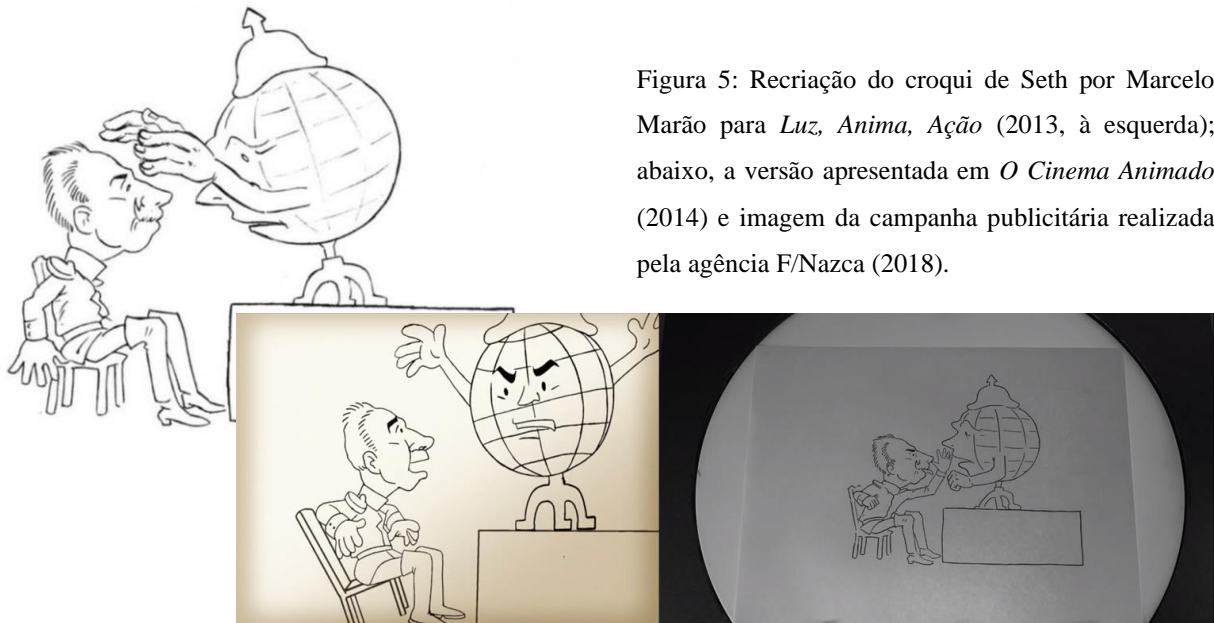 Figura 5: Recriação do croqui de Seth por Marcelo
Marão para Luz, Anima, Ação (2013, à esquerda);
abaixo, a versão apresentada em O Cinema Animado
(2014) e imagem da campanha publicitária realizada
pela agência F/Nazca (2018).